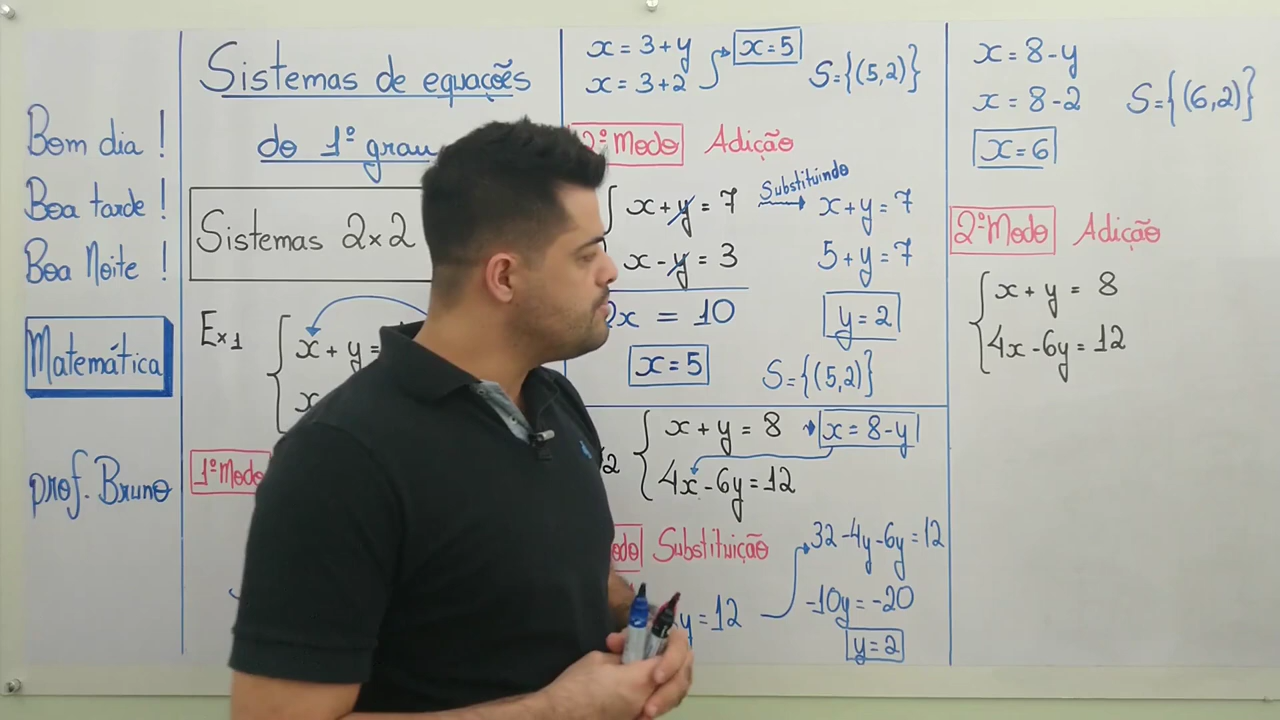 Bom dia !
Boa tarde !
Boa Noite !
Matemática
prof. Bruno
Sistemas de equações
do 1º grau
Sistemas 2x2
Ex1
x + y =
x
1º Modo
x = 3+y
x = 3+2
x = 5
S={(5,2)}
2º Modo Adição
x + y = 7
x - y = 3
2x = 10
x = 5
Substituindo
x + y = 7
5 + y = 7
y = 2
S={(5,2)}
2
x + y = 8
x = 8-y
4x - 6y = 12
Substituição
y = 12
32 - 4y - 6y = 12
-10y = -20
y = 2
x = 8-y
x = 8-2
x = 6
S={(6,2)}
2º Modo Adição
x + y = 8
4x - 6y = 12